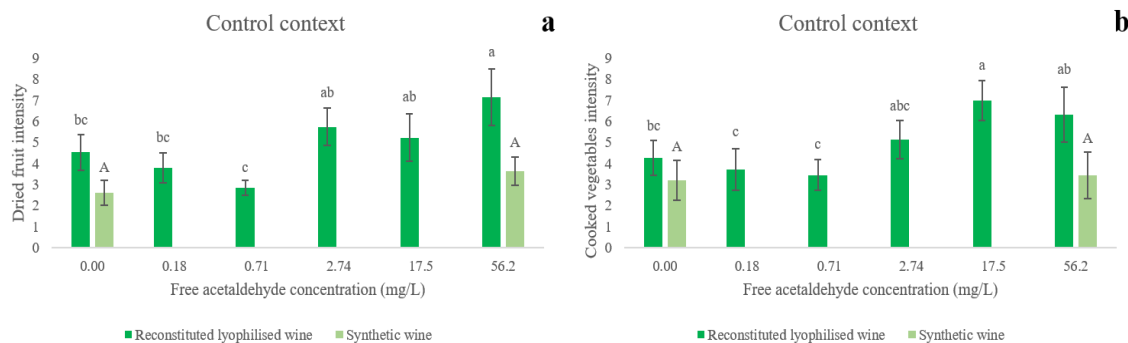 Control context
a
Dried fruit intensity
9
8
7
6
5
4
3
2
1
0
bc
A
bc
c
ab
ab
a
A
0.00 0.18 0.71 2.74 17.5 56.2
Free acetaldehyde concentration (mg/L)
Reconstituted lyophilised wine Synthetic wine
Control context
b
Cooked vegetables intensity
9
8
7
6
5
4
3
2
1
0
bc
A
c
c
abc
a
ab
A
0.00 0.18 0.71 2.74 17.5 56.2
Free acetaldehyde concentration (mg/L)
Reconstituted lyophilised wine Synthetic wine